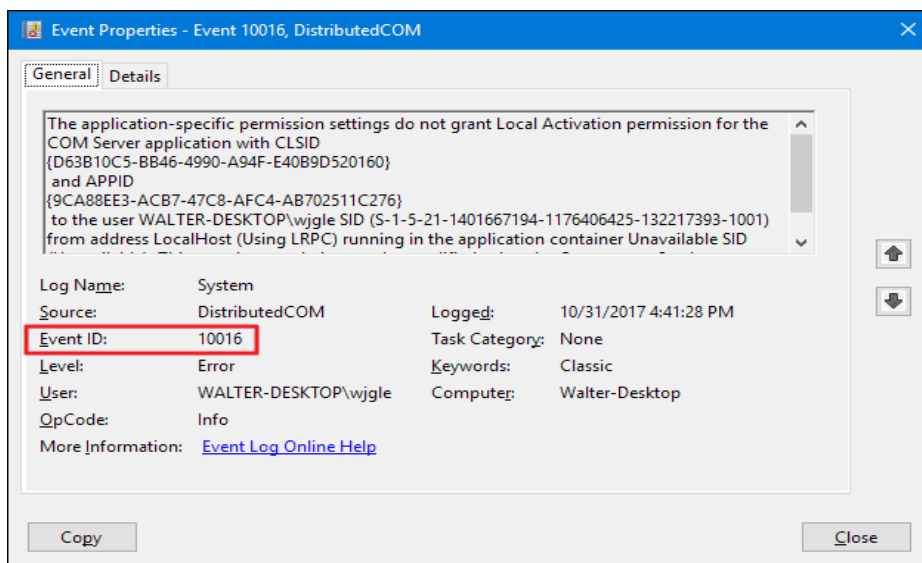 Event Properties - Event 10016, DistributedCOM
General Details
The application-specific permission settings do not grant Local Activation permission for the
COM Server application with CLSID
{D63B10C5-BB46-4990-A94F-E40B9D520160}
and APPID
{9CA88EE3-ACB7-47C8-AFC4-AB702511C276}
to the user WALTER-DESKTOP\wjgle SID (S-1-5-21-1401667194-1176406425-132217393-1001)
from address LocalHost (Using LRPC) running in the application container Unavailable SID
Log Name: System
Source: DistributedCOM Logged: 10/31/2017 4:41:28 PM
Event ID: 10016 Task Category: None
Level: Error Keywords: Classic
User: WALTER-DESKTOP\wjgle Computer: Walter-Desktop
OpCode: Info
More Information: Event Log Online Help
Copy Close